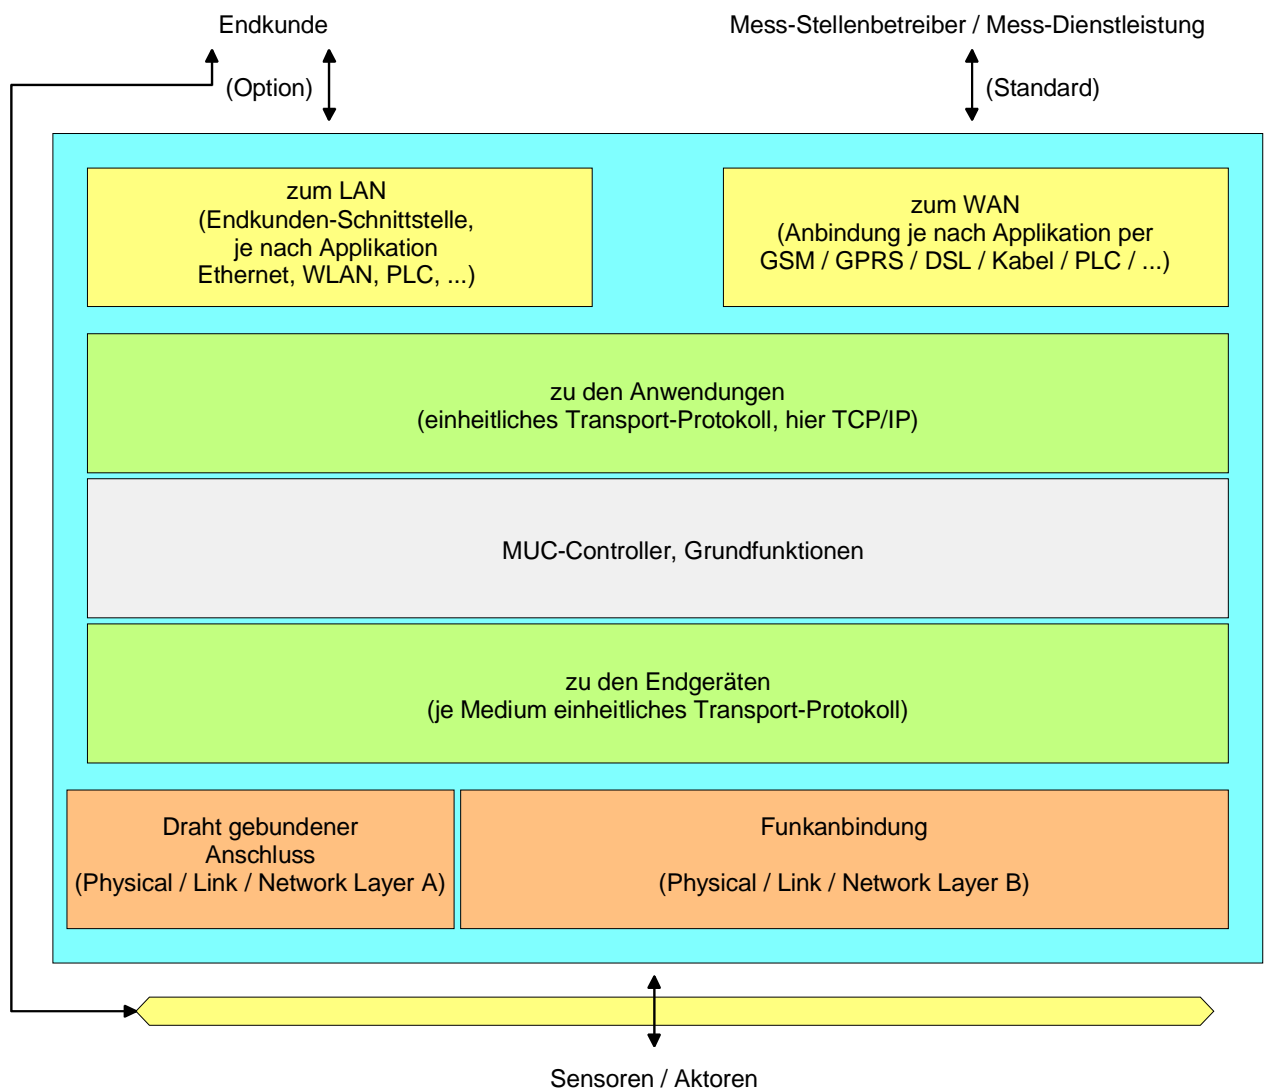 Endkunde
Mess-Stellenbetreiber / Mess-Dienstleistung
(Option)
(Standard)
zum LAN
(Endkunden-Schnittstelle,
je nach Applikation
Ethernet, WLAN, PLC, ...)
zum WAN
(Anbindung je nach Applikation per
GSM / GPRS / DSL / Kabel / PLC / ...)
zu den Anwendungen
(einheitliches Transport-Protokoll, hier TCP/IP)
MUC-Controller, Grundfunktionen
zu den Endgeräten
(je Medium einheitliches Transport-Protokoll)
Draht gebundener
Anschluss
(Physical / Link / Network Layer A)
Funkanbindung
(Physical / Link / Network Layer B)
Sensoren / Aktoren